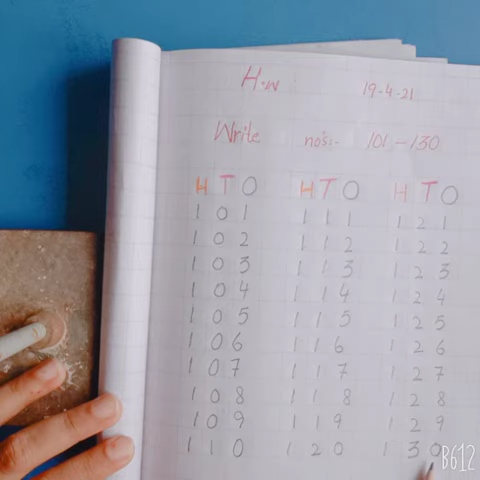 H.W 19-4-21
Write no's:- 101 - 130
H T O H T O H T O
1 0 1 1 1 1 1 2 1
1 0 2 1 1 2 1 2 2
1 0 3 1 1 3 1 2 3
1 0 4 1 1 4 1 2 4
1 0 5 1 1 5 1 2 5
1 0 6 1 1 6 1 2 6
1 0 7 1 1 7 1 2 7
1 0 8 1 1 8 1 2 8
1 0 9 1 1 9 1 2 9
1 1 0 1 2 0 1 3 0
B612